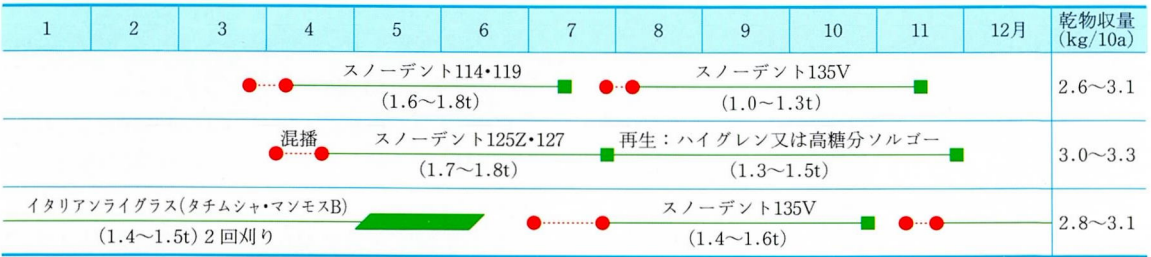 1 2 3 4 5 6 7 8 9 10 11 12月 乾物収量
(kg/10a)
スノーデント114・119 スノーデント135V
(1.6〜1.8t) (1.0〜1.3t) 2.6〜3.1
混播 スノーデント125Z・127 再生：ハイグレン又は高糖分ソルゴー
(1.7〜1.8t) (1.3〜1.5t) 3.0〜3.3
イタリアンライグラス(タチムシャ・マンモスB) スノーデント135V
(1.4〜1.5t) 2回刈り (1.4〜1.6t) 2.8〜3.1